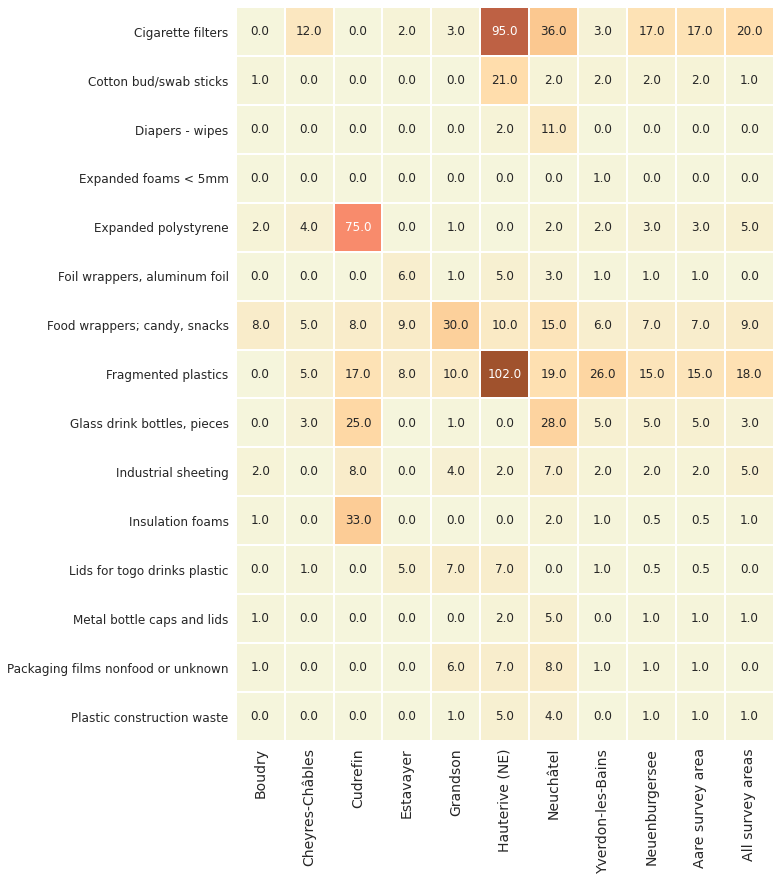 Cigarette filters 0.0 12.0 0.0 2.0 3.0 95.0 36.0 3.0 17.0 17.0 20.0
Cotton bud/swab sticks 1.0 0.0 0.0 0.0 0.0 21.0 2.0 2.0 2.0 2.0 1.0
Diapers - wipes 0.0 0.0 0.0 0.0 0.0 2.0 11.0 0.0 0.0 0.0 0.0
Expanded foams < 5mm 0.0 0.0 0.0 0.0 0.0 0.0 0.0 1.0 0.0 0.0 0.0
Expanded polystyrene 2.0 4.0 75.0 0.0 1.0 0.0 2.0 2.0 3.0 3.0 5.0
Foil wrappers, aluminum foil 0.0 0.0 0.0 6.0 1.0 5.0 3.0 1.0 1.0 1.0 0.0
Food wrappers; candy, snacks 8.0 5.0 8.0 9.0 30.0 10.0 15.0 6.0 7.0 7.0 9.0
Fragmented plastics 0.0 5.0 17.0 8.0 10.0 102.0 19.0 26.0 15.0 15.0 18.0
Glass drink bottles, pieces 0.0 3.0 25.0 0.0 1.0 0.0 28.0 5.0 5.0 5.0 3.0
Industrial sheeting 2.0 0.0 8.0 0.0 4.0 2.0 7.0 2.0 2.0 2.0 5.0
Insulation foams 1.0 0.0 33.0 0.0 0.0 0.0 2.0 1.0 0.5 0.5 1.0
Lids for togo drinks plastic 0.0 1.0 0.0 5.0 7.0 7.0 0.0 1.0 0.5 0.5 0.0
Metal bottle caps and lids 1.0 0.0 0.0 0.0 0.0 2.0 5.0 0.0 1.0 1.0 1.0
Packaging films nonfood or unknown 1.0 0.0 0.0 0.0 6.0 7.0 8.0 1.0 1.0 1.0 0.0
Plastic construction waste 0.0 0.0 0.0 0.0 1.0 5.0 4.0 0.0 1.0 1.0 1.0
Boudry
Cheyres-Châbles
Cudrefin
Estavayer
Grandson
Hauterive (NE)
Neuchâtel
Yverdon-les-Bains
Neuenburgersee
Aare survey area
All survey areas